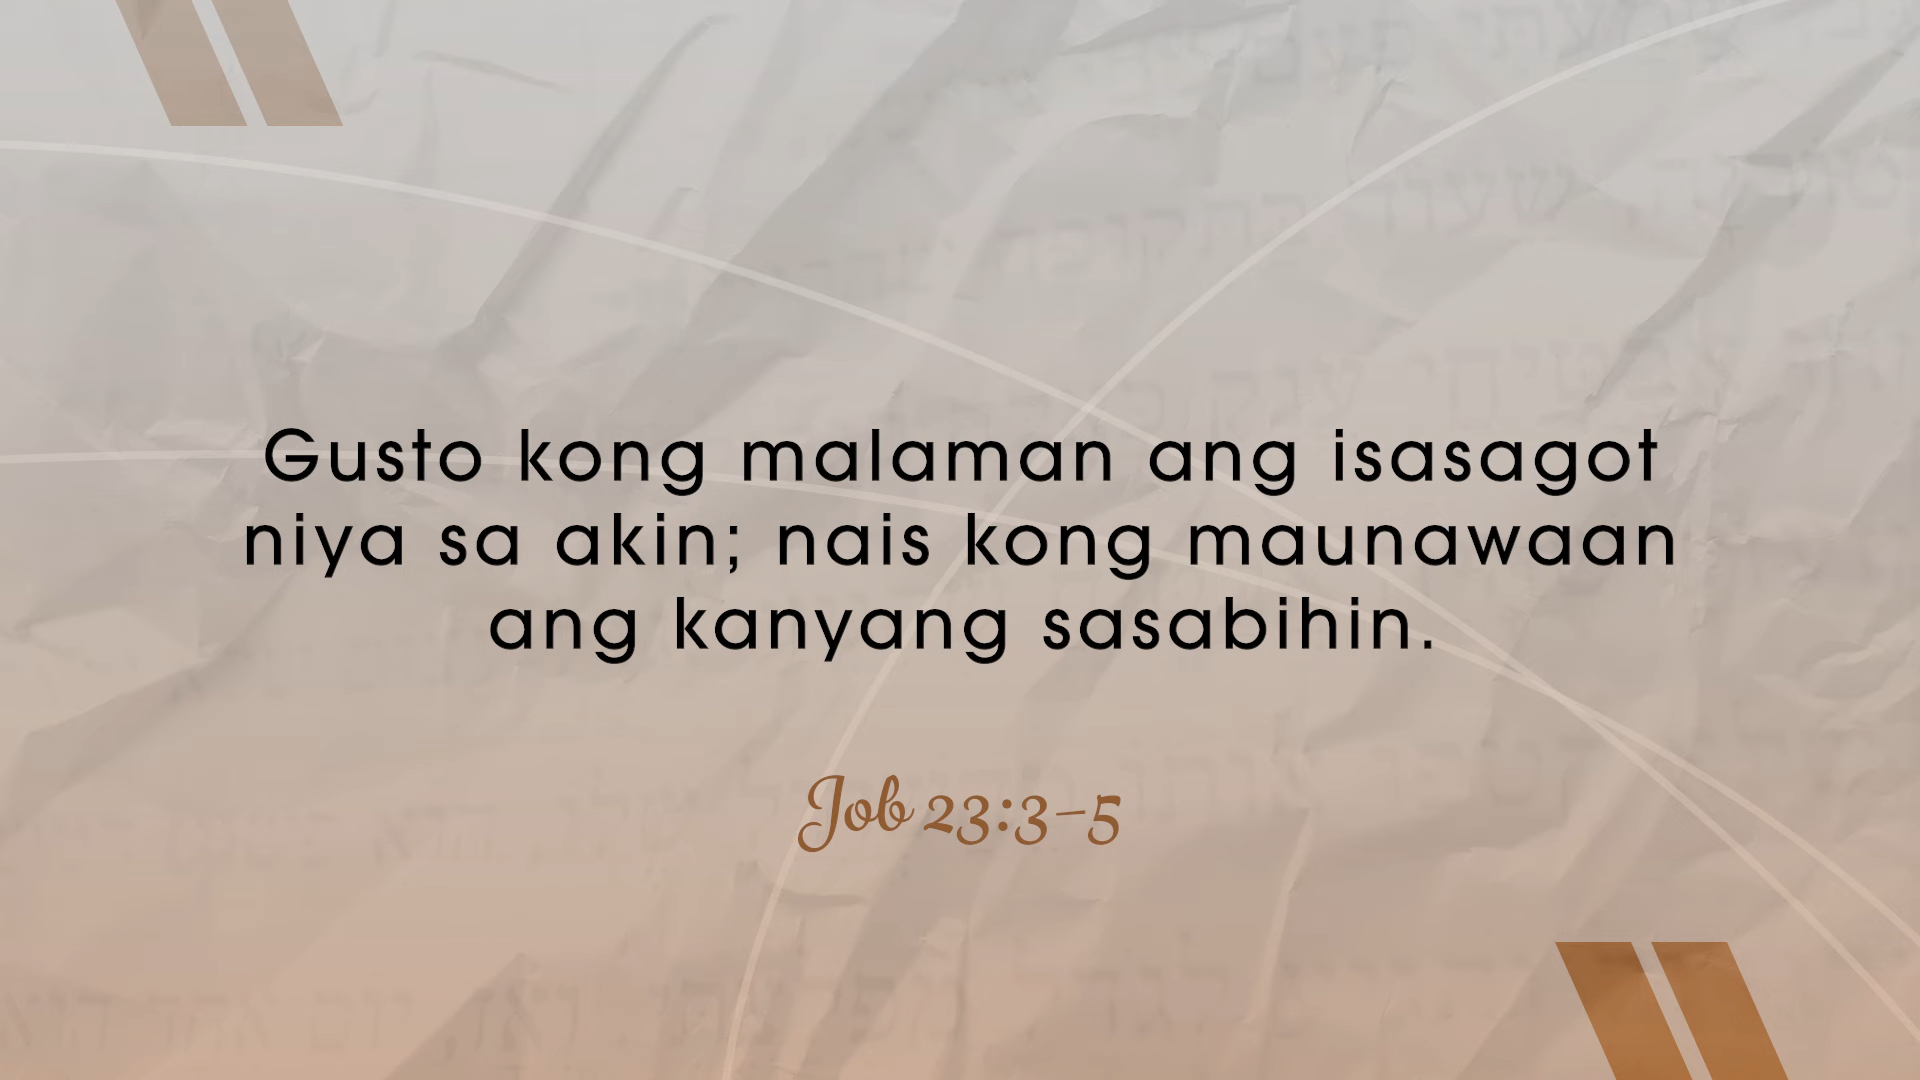 Gusto kong malaman ang isasagot
niya sa akin; nais kong maunawaan
ang kanyang sasabihin.
Job 23:3–5